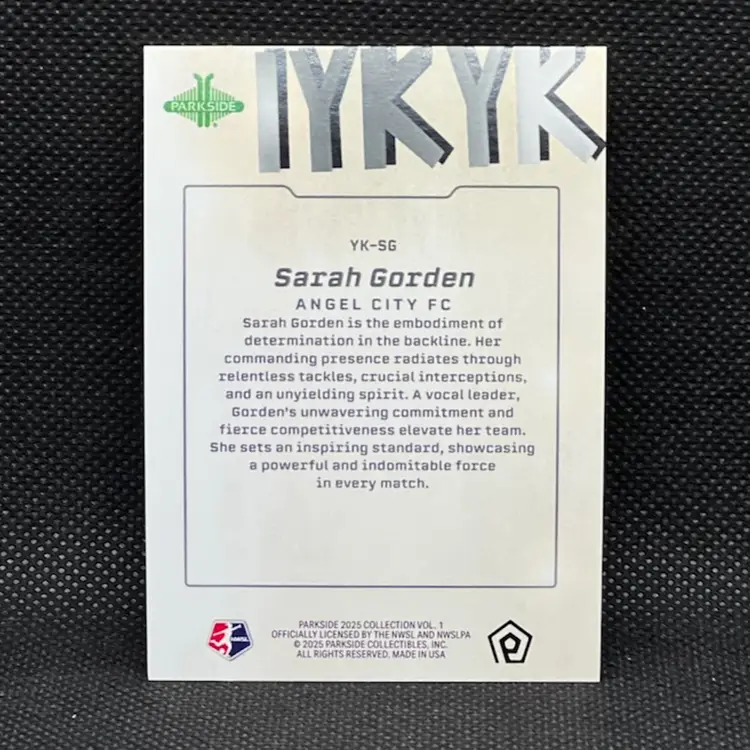 IYKYK
PARKSIDE
YK-SG
Sarah Gorden
ANGEL CITY FC
Sarah Gorden is the embodiment of
determination in the backline. Her
commanding presence radiates through
relentless tackles, crucial interceptions,
and an unyielding spirit. A vocal leader,
Gorden's unwavering commitment and
fierce competitiveness elevate her team.
She sets an inspiring standard, showcasing
a powerful and indomitable force
in every match.
NWSL
PARKSIDE 2025 COLLECTION VOL. 1
OFFICIALLY LICENSED BY THE NWSL AND NWSLPA
© 2025 PARKSIDE COLLECTIBLES, INC.
ALL RIGHTS RESERVED. MADE IN USA